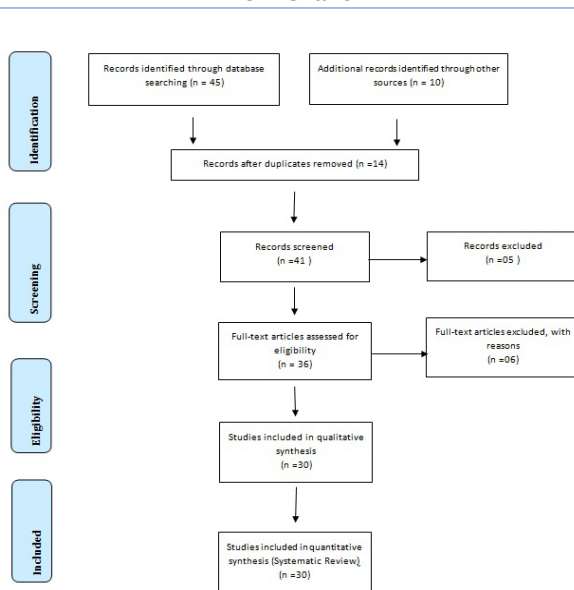 Identification
Records identified through database
searching (n = 45)
Additional records identified through other
sources (n = 10)
Records after duplicates removed (n =14)
Screening
Records screened
(n =41 )
Records excluded
(n =05 )
Full-text articles assessed for
eligibility
(n = 36)
Full-text articles excluded, with
reasons
(n =06)
Eligibility
Studies included in qualitative
synthesis
(n =30)
Included
Studies included in quantitative
synthesis (Systematic Review)
(n =30)